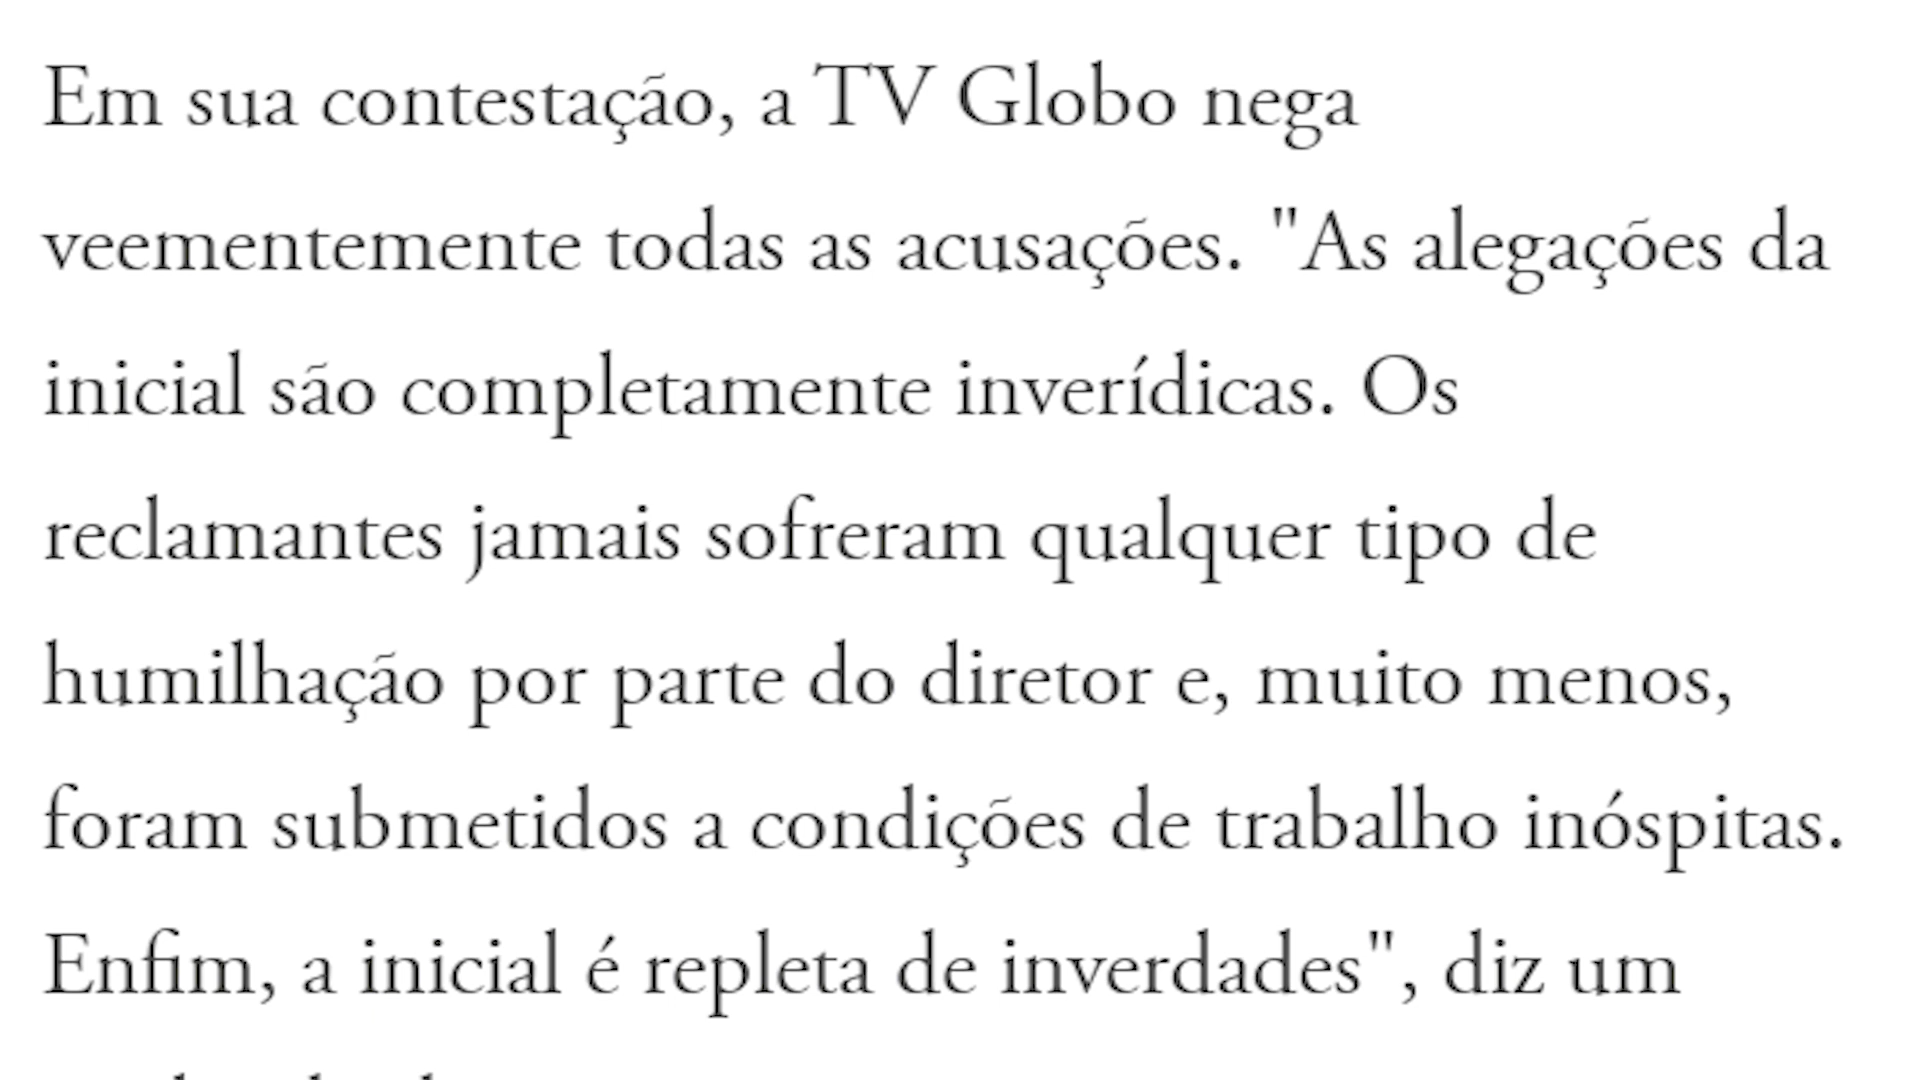 Em sua contestação, a TV Globo nega
veementemente todas as acusações. "As alegações da
inicial são completamente inverídicas. Os
reclamantes jamais sofreram qualquer tipo de
humilhação por parte do diretor e, muito menos,
foram submetidos a condições de trabalho inóspitas.
Enfim, a inicial é repleta de inverdades", diz um